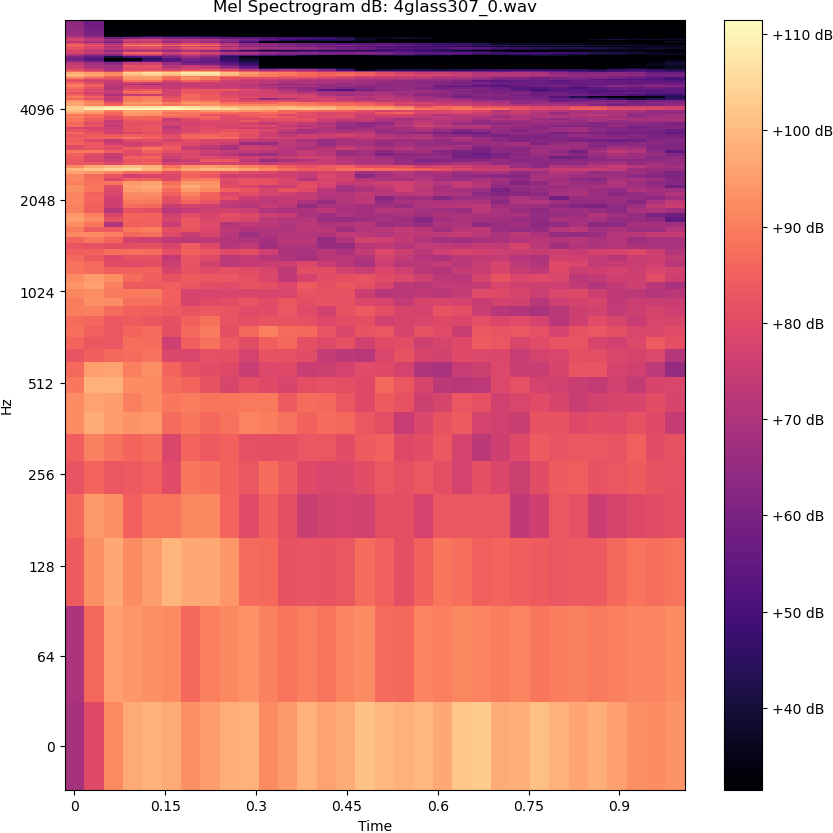 Mel Spectrogram dB: 4glass307_0.wav
Hz
4096
2048
1024
512
256
128
64
0
0
0.15
0.3
0.45
0.6
0.75
0.9
Time
+110 dB
+100 dB
+90 dB
+80 dB
+70 dB
+60 dB
+50 dB
+40 dB